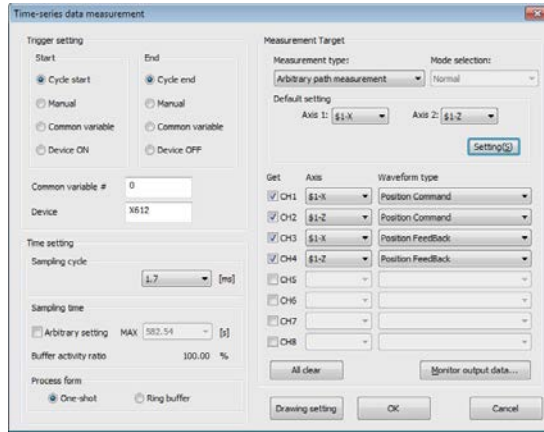 Time-series data measurement
Trigger setting
Start
End
Cycle start
Cycle end
Manual
Manual
Common variable
Common variable
Device ON
Device OFF
Common variable #
0
Device
X612
Time setting
Sampling cycle
1.7
[ms]
Sampling time
Arbitrary setting MAX 582.54 [s]
Buffer activity ratio 100.00 %
Process form
One-shot
Ring buffer
Measurement Target
Measurement type:
Mode selection:
Arbitrary path measurement
Normal
Default setting
Axis 1: $1-X
Axis 2: $1-Z
Setting(S)
Get Axis Waveform type
CH1 $1-X Position Command
CH2 $1-Z Position Command
CH3 $1-X Position FeedBack
CH4 $1-Z Position FeedBack
CH5
CH6
CH7
CH8
All clear
Monitor output data...
Drawing setting
OK
Cancel